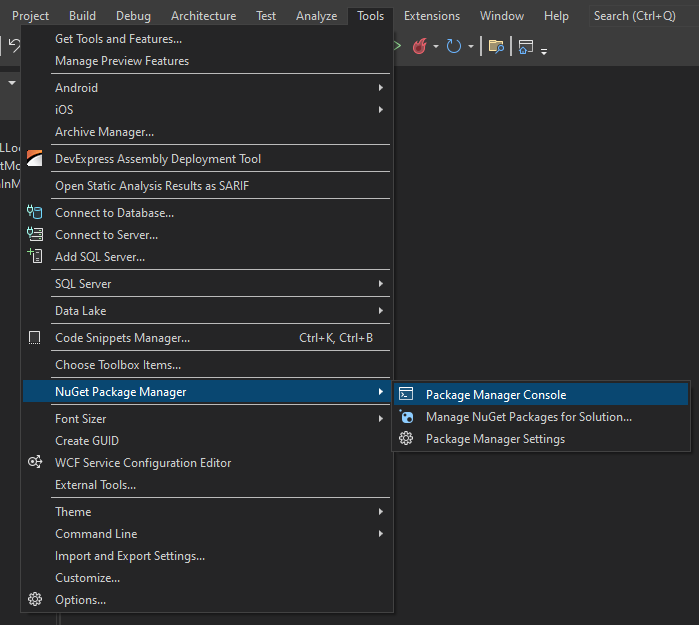 Project Build Debug Architecture Test Analyze Tools Extensions Window Help Search (Ctrl+Q)
Get Tools and Features...
Manage Preview Features
Android
iOS
Archive Manager...
DevExpress Assembly Deployment Tool
Open Static Analysis Results as SARIF
Connect to Database...
Connect to Server...
Add SQL Server...
SQL Server
Data Lake
Code Snippets Manager... Ctrl+K, Ctrl+B
Choose Toolbox Items...
NuGet Package Manager
Package Manager Console
Manage NuGet Packages for Solution...
Package Manager Settings
Font Sizer
Create GUID
WCF Service Configuration Editor
External Tools...
Theme
Command Line
Import and Export Settings...
Customize...
Options...